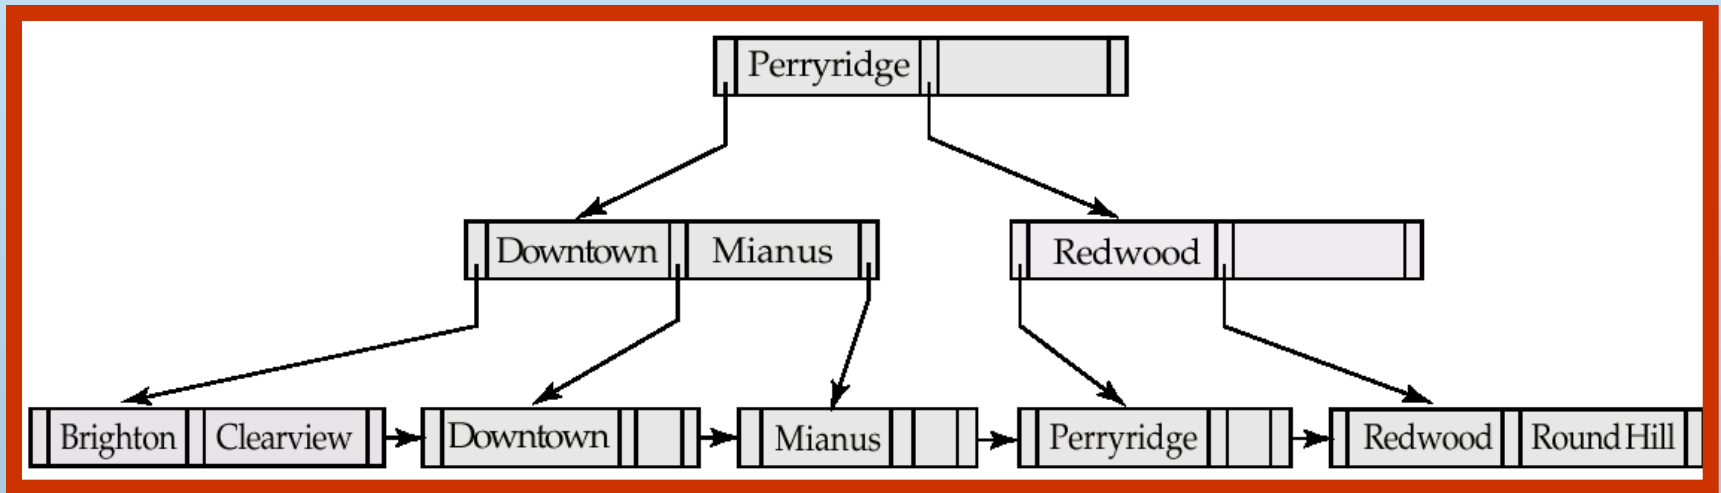 Perryridge
Downtown Mianus Redwood
Brighton Clearview Downtown Mianus Perryridge Redwood Round Hill